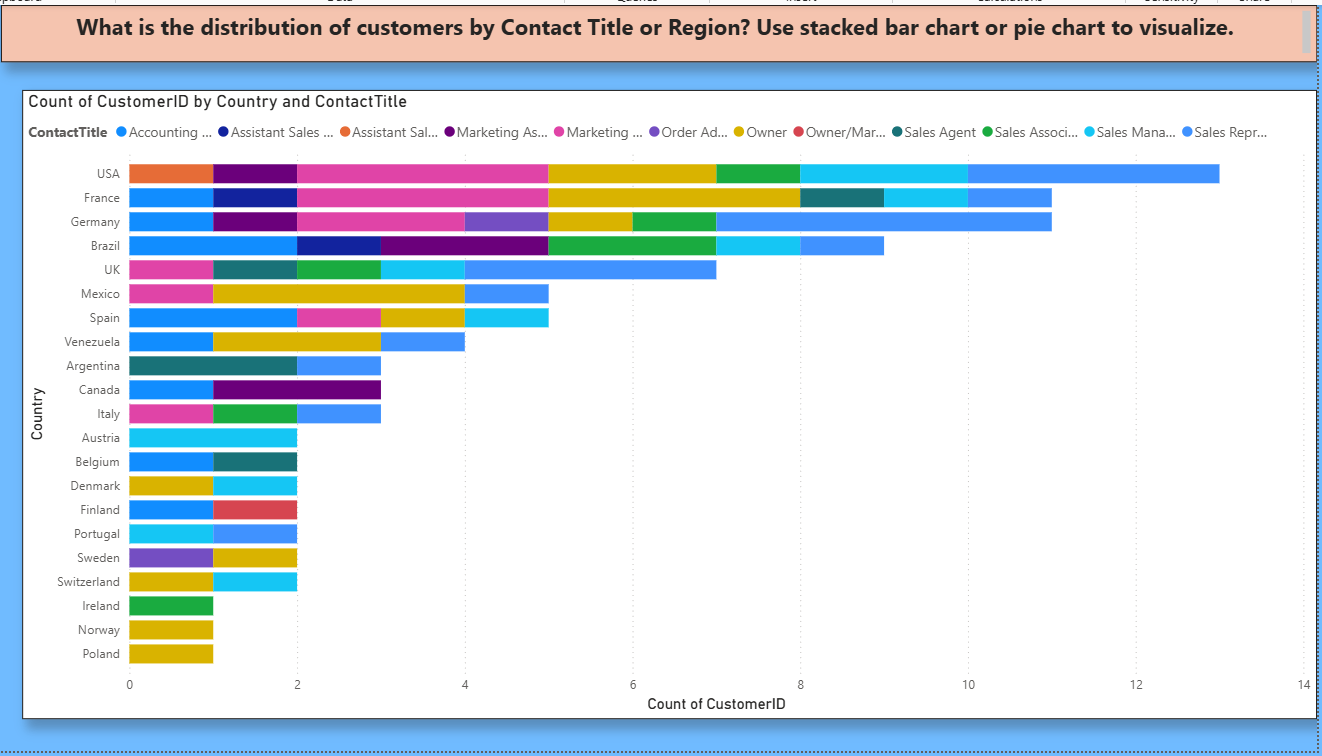 What is the distribution of customers by Contact Title or Region? Use stacked bar chart or pie chart to visualize.
Count of CustomerID by Country and ContactTitle
ContactTitle Accounting ... Assistant Sales ... Assistant Sal... Marketing As... Marketing ... Order Ad... Owner Owner/Mar... Sales Agent Sales Associ... Sales Mana... Sales Repr...
Country
USA
France
Germany
Brazil
UK
Mexico
Spain
Venezuela
Argentina
Canada
Italy
Austria
Belgium
Denmark
Finland
Portugal
Sweden
Switzerland
Ireland
Norway
Poland
0 2 4 6 8 10 12 14
Count of CustomerID